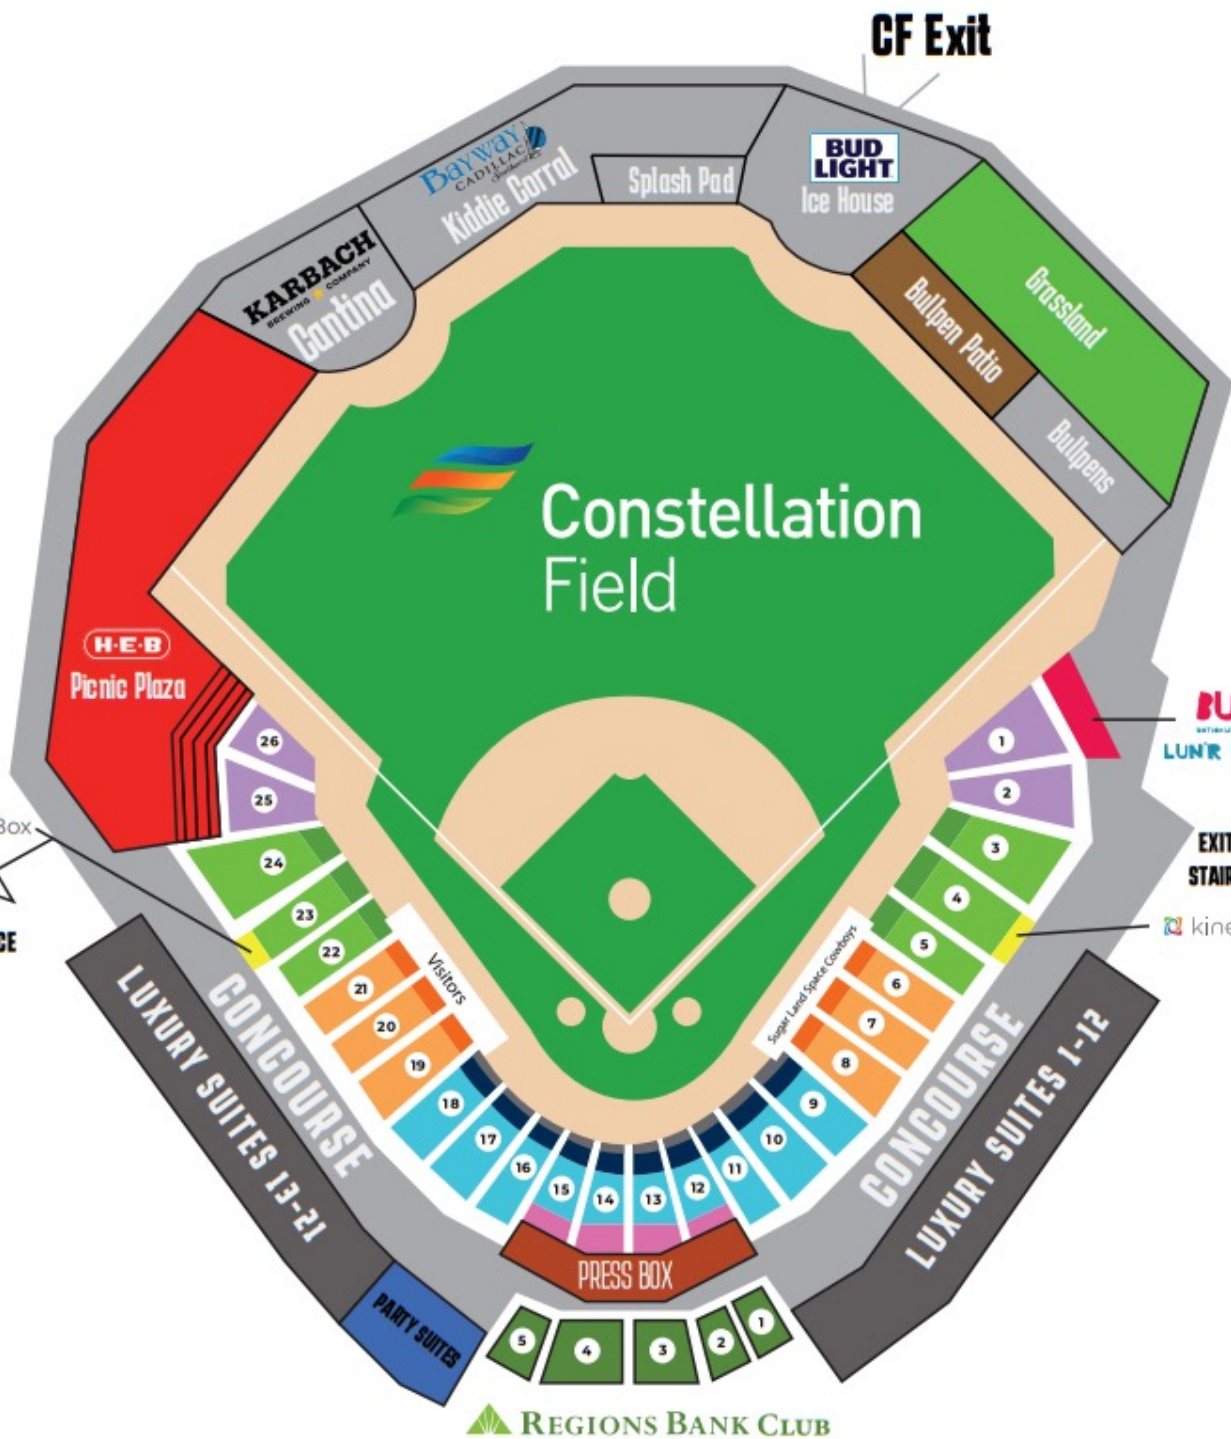 CF Exit
BUD
LIGHT
Ice House
Bayway
CADILLAC
Kiddie Corral
Splash Pad
KARBACH
BREWING COMPANY
Cantina
Grassland
Bullpen Patio
Bullpens
Constellation
Field
H-E-B
Picnic Plaza
BU
LUN'R
26
1
25
2
Box
EXIT
24
3
STAIR
23
4
CE
22
5
kine
Visitors
Sugar Land Space Cowboys
21
6
20
7
19
8
18
9
17
10
16
11
15
12
14
13
CONCOURSE
CONCOURSE
LUXURY SUITES 13-21
LUXURY SUITES 1-12
PRESS BOX
PARTY SUITES
5
4
3
2
1
REGIONS BANK CLUB